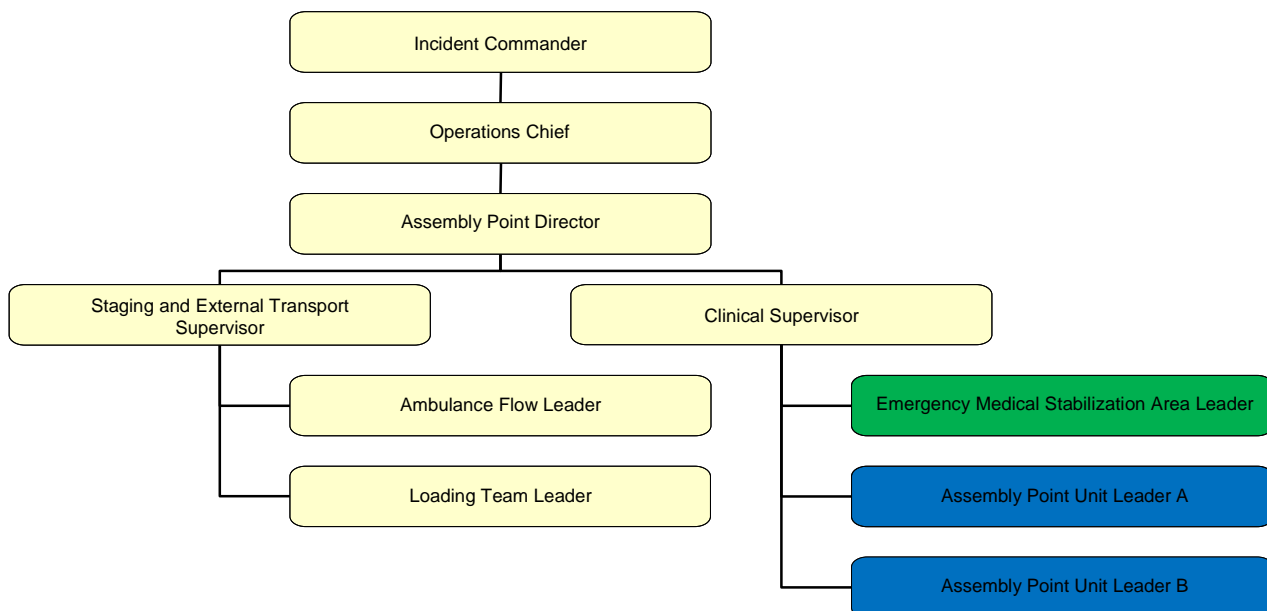 Incident Commander
Operations Chief
Assembly Point Director
Staging and External Transport
Supervisor
Clinical Supervisor
Ambulance Flow Leader
Emergency Medical Stabilization Area Leader
Loading Team Leader
Assembly Point Unit Leader A
Assembly Point Unit Leader B